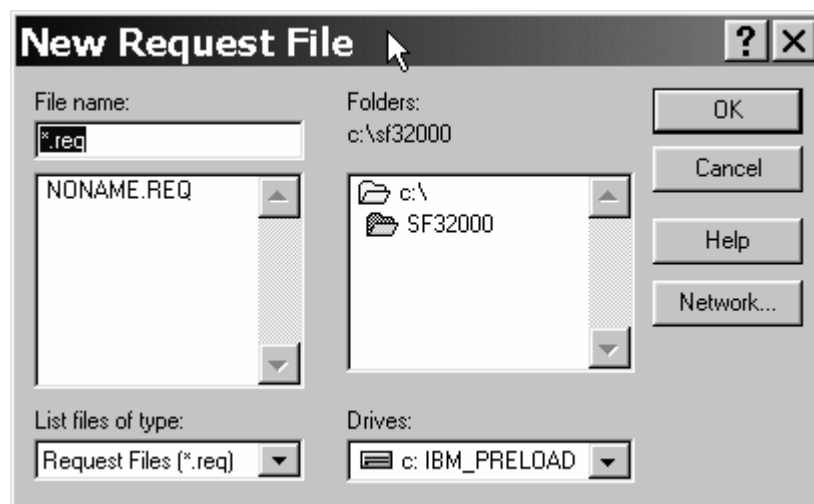 New Request File
? X
File name:
*.req
NONAME.REQ
Folders:
c:\sf32000
c:\
SF32000
OK
Cancel
Help
Network...
List files of type:
Request Files (*.req)
Drives:
c: IBM_PRELOAD